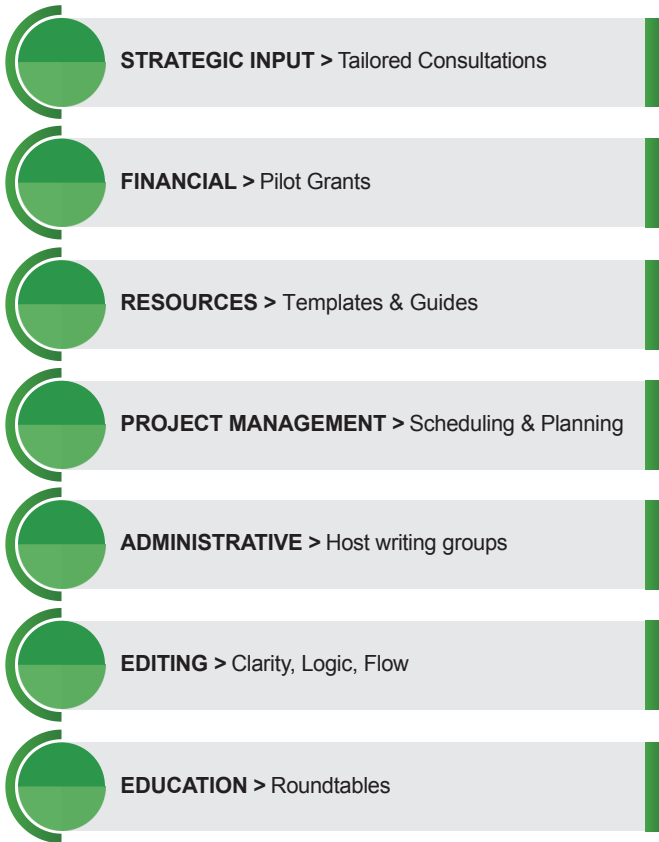 STRATEGIC INPUT > Tailored Consultations
FINANCIAL > Pilot Grants
RESOURCES > Templates & Guides
PROJECT MANAGEMENT > Scheduling & Planning
ADMINISTRATIVE > Host writing groups
EDITING > Clarity, Logic, Flow
EDUCATION > Roundtables